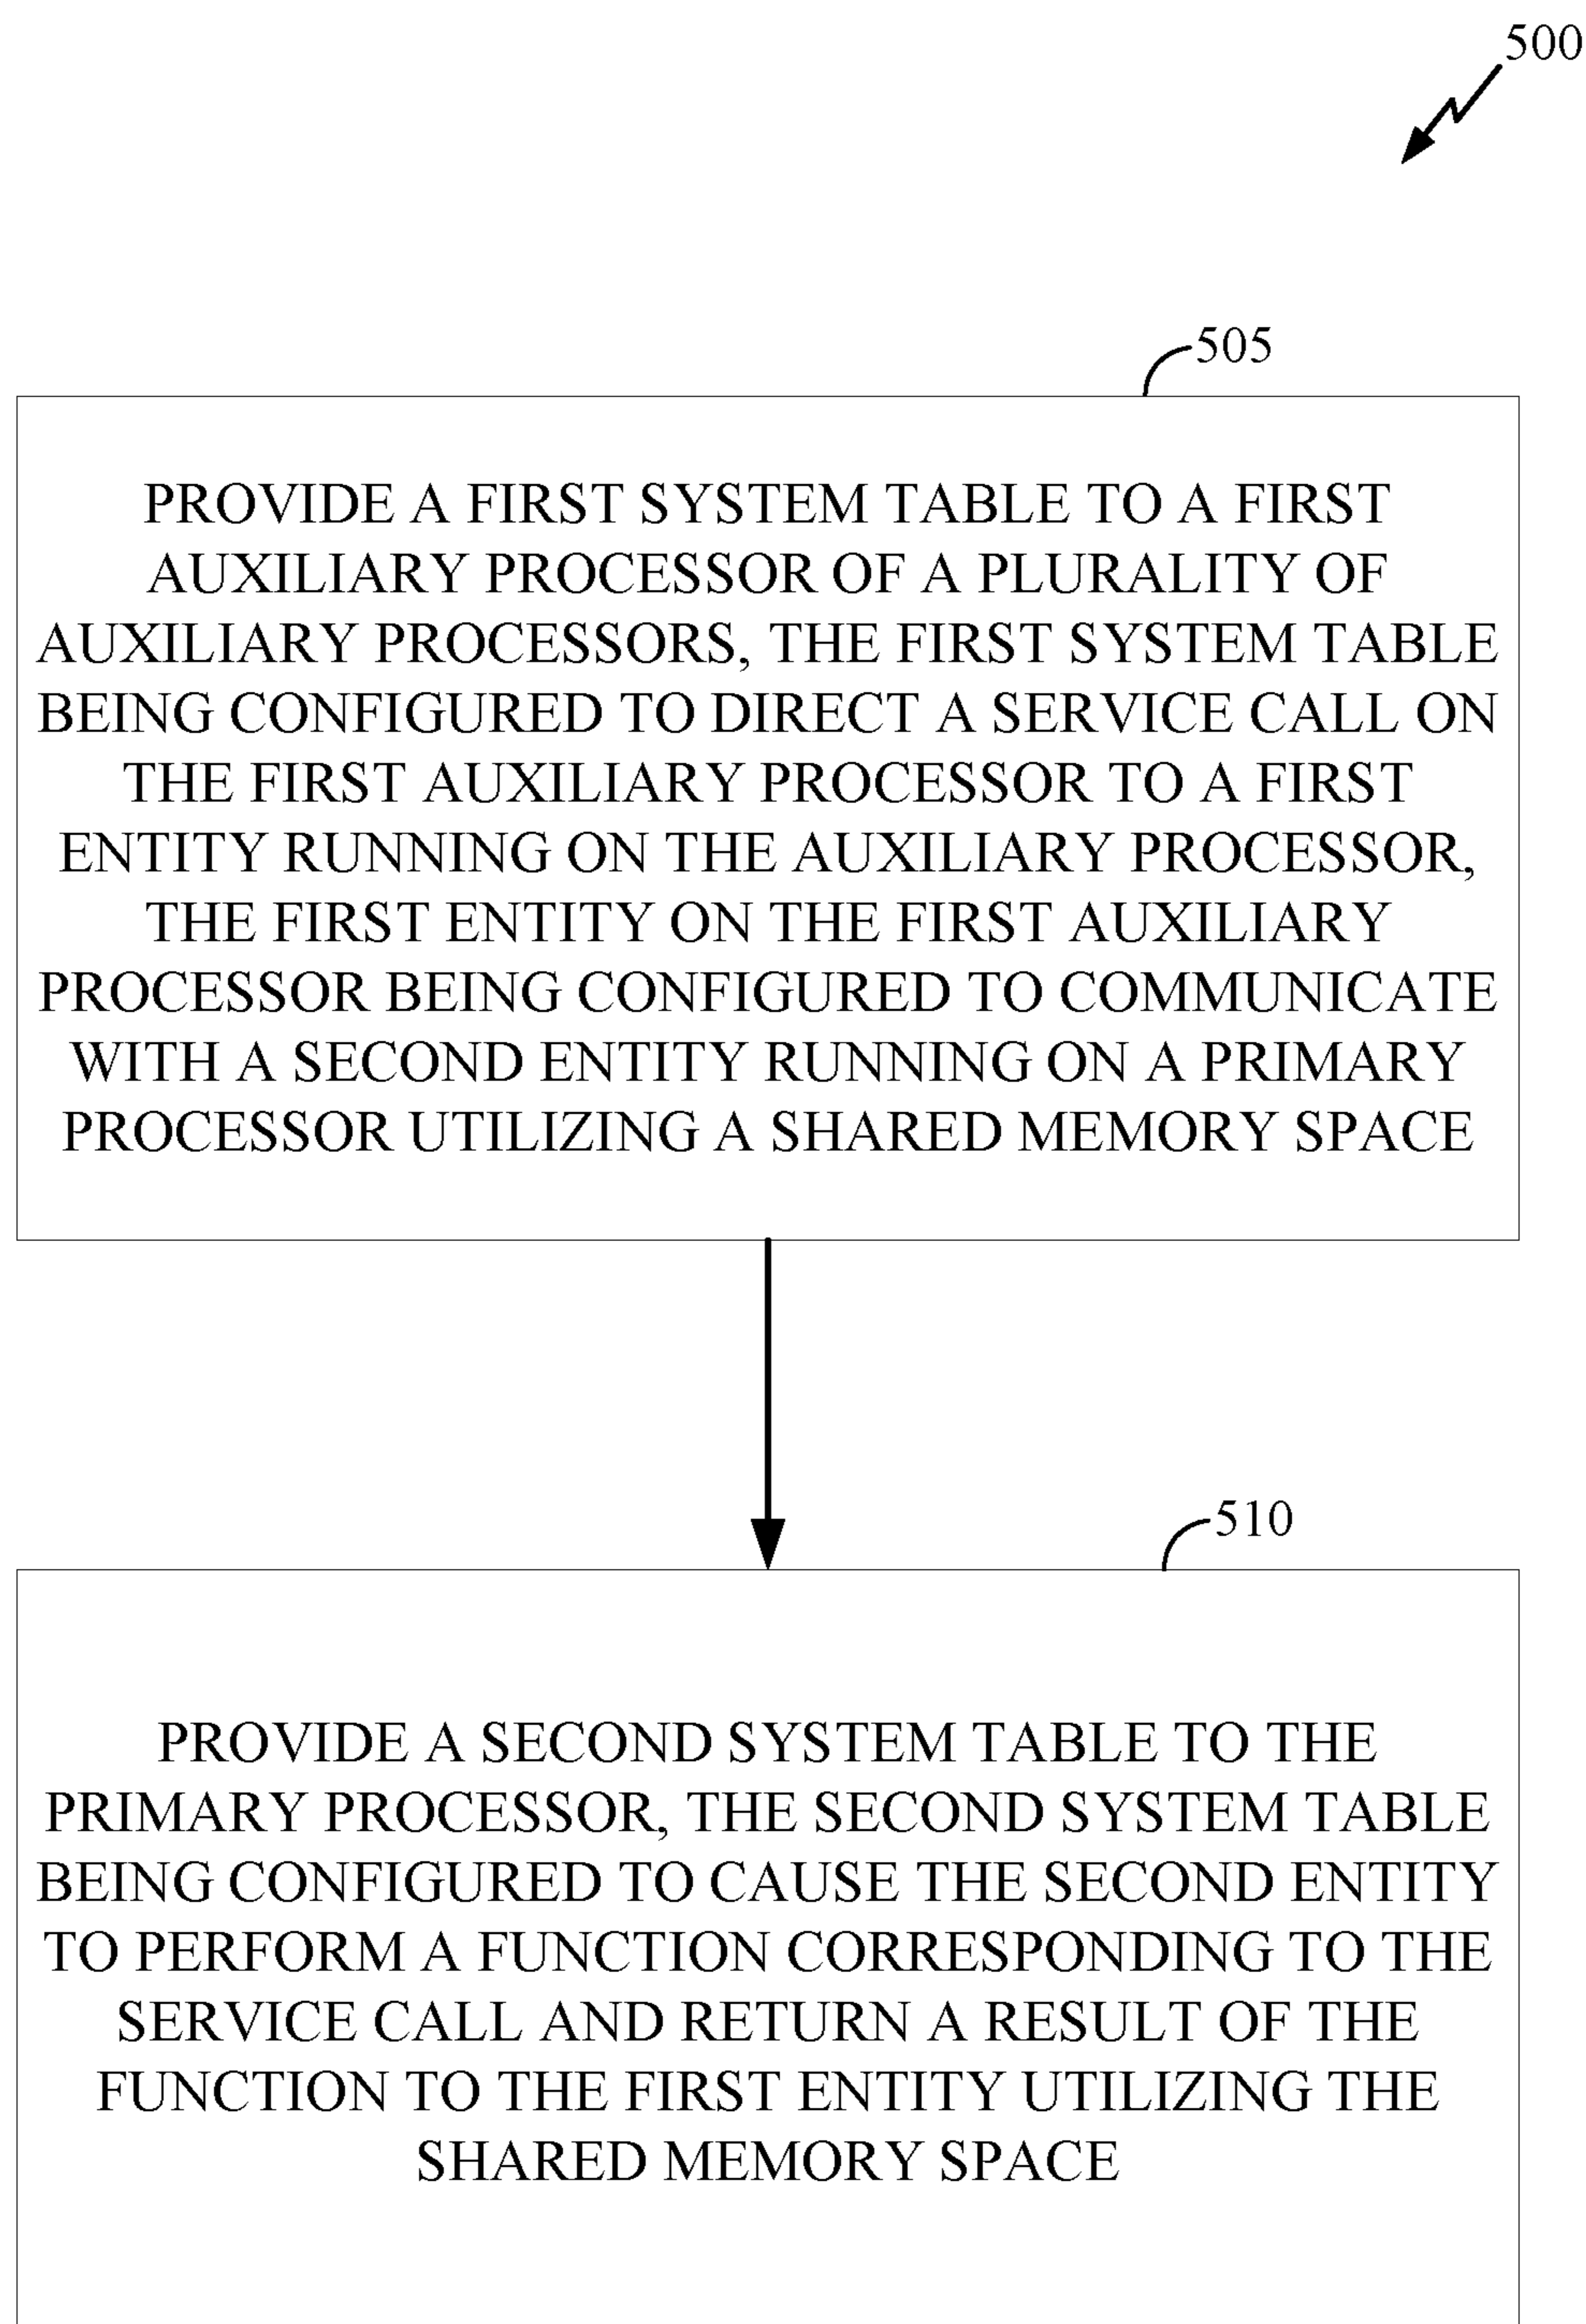 500
505
PROVIDE A FIRST SYSTEM TABLE TO A FIRST
AUXILIARY PROCESSOR OF A PLURALITY OF
AUXILIARY PROCESSORS, THE FIRST SYSTEM TABLE
BEING CONFIGURED TO DIRECT A SERVICE CALL ON
THE FIRST AUXILIARY PROCESSOR TO A FIRST
ENTITY RUNNING ON THE AUXILIARY PROCESSOR,
THE FIRST ENTITY ON THE FIRST AUXILIARY
PROCESSOR BEING CONFIGURED TO COMMUNICATE
WITH A SECOND ENTITY RUNNING ON A PRIMARY
PROCESSOR UTILIZING A SHARED MEMORY SPACE
510
PROVIDE A SECOND SYSTEM TABLE TO THE
PRIMARY PROCESSOR, THE SECOND SYSTEM TABLE
BEING CONFIGURED TO CAUSE THE SECOND ENTITY
TO PERFORM A FUNCTION CORRESPONDING TO THE
SERVICE CALL AND RETURN A RESULT OF THE
FUNCTION TO THE FIRST ENTITY UTILIZING THE
SHARED MEMORY SPACE